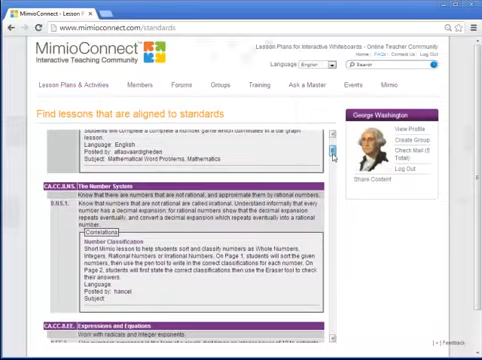 MimioConnect - Lesson P
www.mimioconnect.com/standards
MimioConnect
Interactive Teaching Community
Lesson Plans for Interactive Whiteboards - Online Teacher Community
Home FAQs Contact Us Log Out
Language: English
Search
Lesson Plans & Activities Members Forums Groups Training Ask a Master Events Mimio
Find lessons that are aligned to standards
Students will complete a complete a number game which culminates in a bar graph
lesson.
Language: English
Posted by:
Subject: Mathematical Word Problems, Mathematics
CA.CC.8.NS. The Number System
Know that there are numbers that are not rational, and approximate them by rational numbers.
8.NS.1. Know that numbers that are not rational are called irrational. Understand informally that every
number has a decimal expansion; for rational numbers show that the decimal expansion
repeats eventually, and convert a decimal expansion which repeats eventually into a rational
number.
Correlations
Number Classification
Short Mimio lesson to help students sort and classify numbers as Whole Numbers,
Integers, Rational Numbers or Irrational Numbers. On Page 1, students will sort the given
numbers, then use the pen tool to write in the correct classifications for each number. On
Page 2, students will first state the correct classifications then use the Eraser tool to check
their answers.
Language:
Posted by: hancel
Subject:
CA.CC.8.EE. Expressions and Equations
Work with radicals and integer exponents.
George Washington
View Profile
Create Group
Check Mail (5
Total)
Log Out
Share Content
Feedback